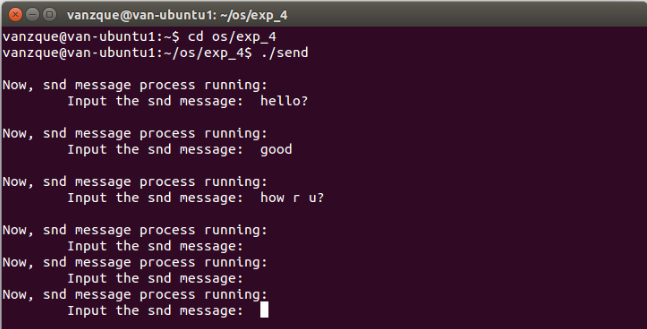 vanzque@van-ubuntu1: ~/os/exp_4
vanzque@van-ubuntu1:~$ cd os/exp_4
vanzque@van-ubuntu1:~/os/exp_4$ ./send
Now, snd message process running:
Input the snd message:  hello?
Now, snd message process running:
Input the snd message:  good
Now, snd message process running:
Input the snd message:  how r u?
Now, snd message process running:
Input the snd message:
Now, snd message process running:
Input the snd message:
Now, snd message process running:
Input the snd message: